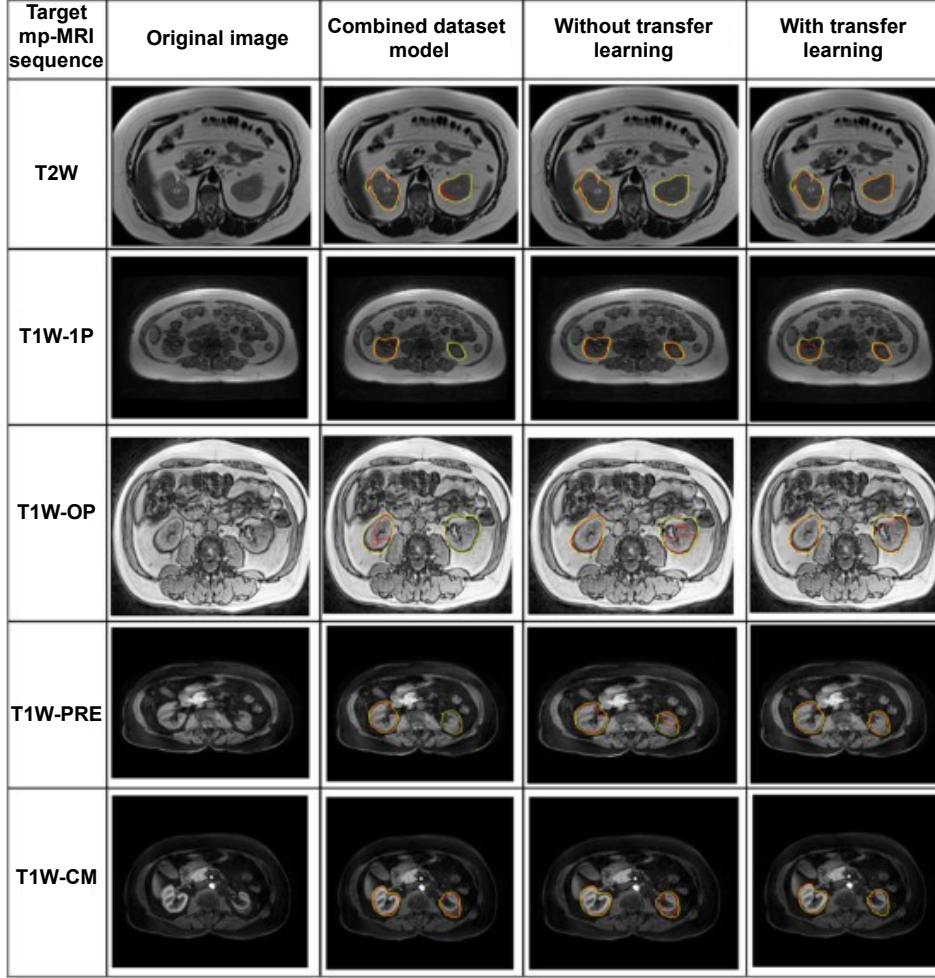 Target
mp-MRI
sequence
Original image
Combined dataset
model
Without transfer
learning
With transfer
learning
T2W
T1W-1P
T1W-OP
T1W-PRE
T1W-CM